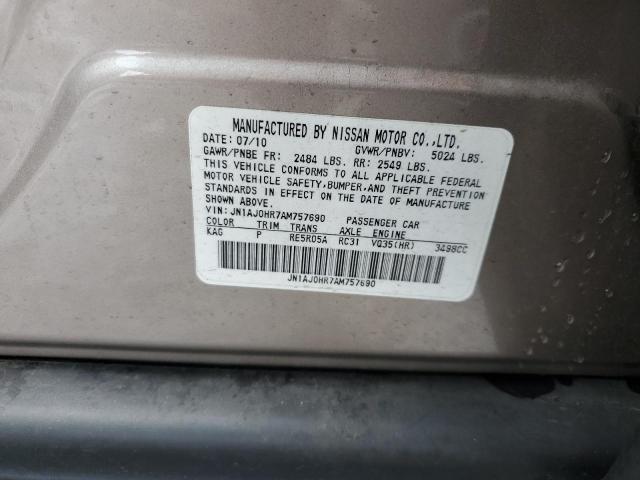 MANUFACTURED BY NISSAN MOTOR CO.,LTD.
DATE: 07/10 GVWR/PNBV: 5024 LBS.
GAWR/PNBE FR: 2484 LBS. RR: 2549 LBS.
THIS VEHICLE CONFORMS TO ALL APPLICABLE FEDERAL
MOTOR VEHICLE SAFETY,BUMPER,AND THEFT PREVENTION
STANDARDS IN EFFECT ON THE DATE OF MANUFACTURE
SHOWN ABOVE.
VIN: JN1AJ0HR7AM757690 PASSENGER CAR
COLOR TRIM TRANS AXLE ENGINE
KAG P RE5R05A RC31 VQ35(HR) 3498CC
JN1AJ0HR7AM757690